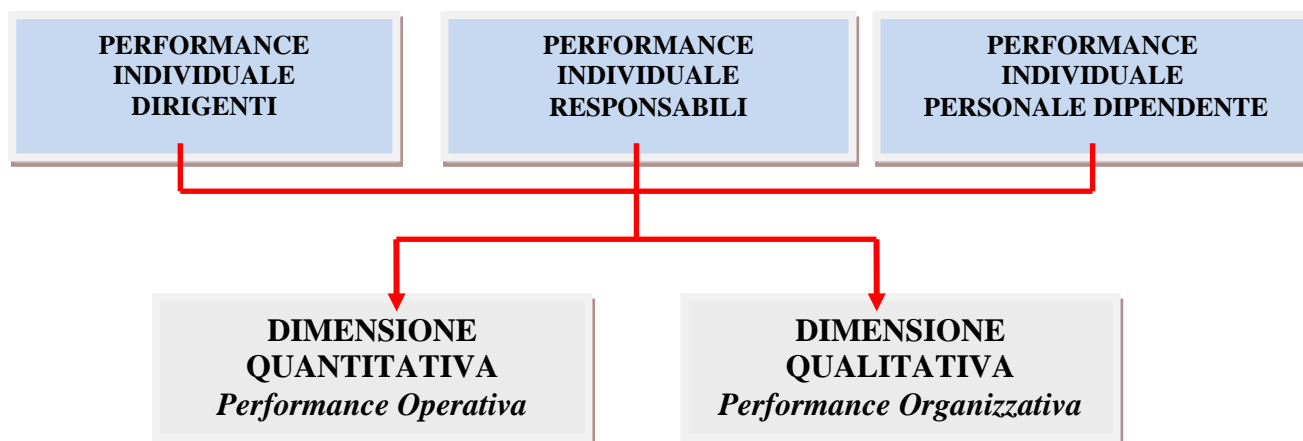 PERFORMANCE
INDIVIDUALE
DIRIGENTI
PERFORMANCE
INDIVIDUALE
RESPONSABILI
PERFORMANCE
INDIVIDUALE
PERSONALE DIPENDENTE
DIMENSIONE
QUANTITATIVA
Performance Operativa
DIMENSIONE
QUALITATIVA
Performance Organizzativa